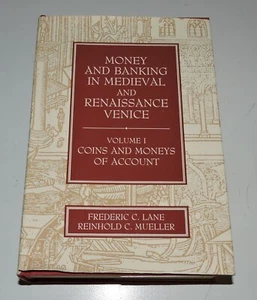 MONEY
AND BANKING
IN MEDIEVAL
AND
RENAISSANCE
VENICE
VOLUME I
COINS AND MONEYS
OF ACCOUNT
FREDERIC C. LANE
REINHOLD C. MUELLER